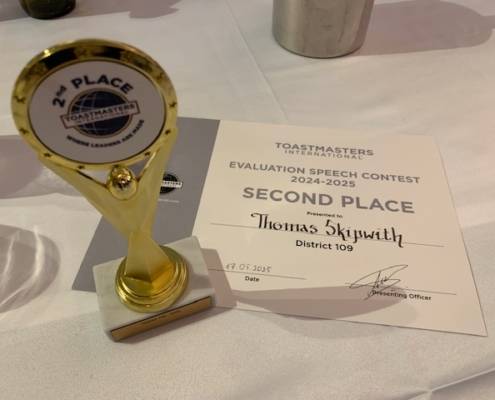 2nd PLACE
TOASTMASTERS
INTERNATIONAL
WHERE LEADERS ARE MADE
TOASTMASTERS
INTERNATIONAL
EVALUATION SPEECH CONTEST
2024-2025
SECOND PLACE
Presented to
Thomas Skipwith
District 109
17.05.2025
Date
Presenting Officer